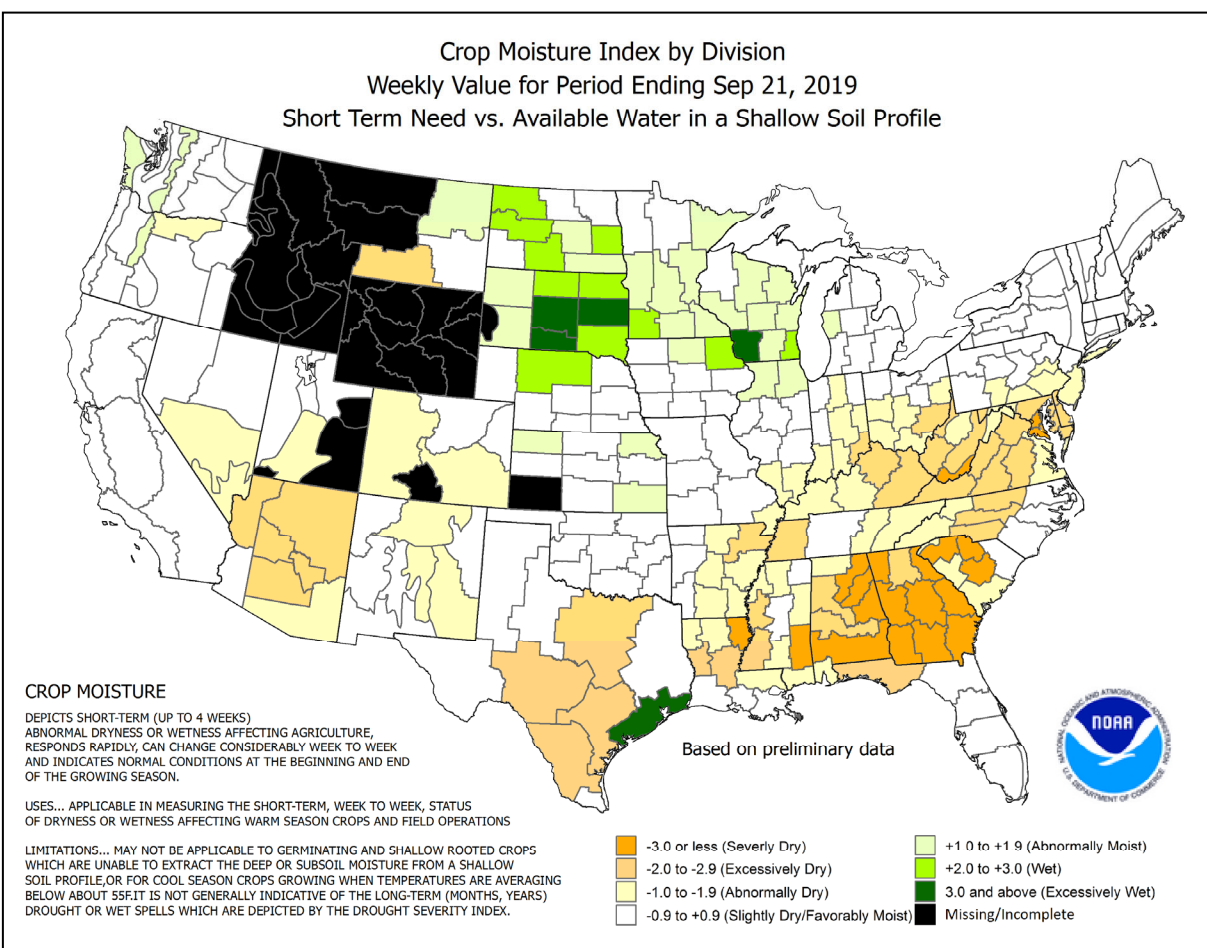 Crop Moisture Index by Division
Weekly Value for Period Ending Sep 21, 2019
Short Term Need vs. Available Water in a Shallow Soil Profile
CROP MOISTURE
DEPICTS SHORT-TERM (UP TO 4 WEEKS)
ABNORMAL DRYNESS OR WETNESS AFFECTING AGRICULTURE,
RESPONDS RAPIDLY, CAN CHANGE CONSIDERABLY WEEK TO WEEK
AND INDICATES NORMAL CONDITIONS AT THE BEGINNING AND END
OF THE GROWING SEASON.
USES... APPLICABLE IN MEASURING THE SHORT-TERM, WEEK TO WEEK, STATUS
OF DRYNESS OR WETNESS AFFECTING WARM SEASON CROPS AND FIELD OPERATIONS
LIMITATIONS... MAY NOT BE APPLICABLE TO GERMINATING AND SHALLOW ROOTED CROPS
WHICH ARE UNABLE TO EXTRACT THE DEEP OR SUBSOIL MOISTURE FROM A SHALLOW
SOIL PROFILE,OR FOR COOL SEASON CROPS GROWING WHEN TEMPERATURES ARE AVERAGING
BELOW ABOUT 55F.IT IS NOT GENERALLY INDICATIVE OF THE LONG-TERM (MONTHS, YEARS)
DROUGHT OR WET SPELLS WHICH ARE DEPICTED BY THE DROUGHT SEVERITY INDEX.
Based on preliminary data
NATIONAL OCEANIC AND ATMOSPHERIC ADMINISTRATION
NOAA
U.S. DEPARTMENT OF COMMERCE
-3.0 or less (Severly Dry)
-2.0 to -2.9 (Excessively Dry)
-1.0 to -1.9 (Abnormally Dry)
-0.9 to +0.9 (Slightly Dry/Favorably Moist)
+1.0 to +1.9 (Abnormally Moist)
+2.0 to +3.0 (Wet)
3.0 and above (Excessively Wet)
Missing/Incomplete